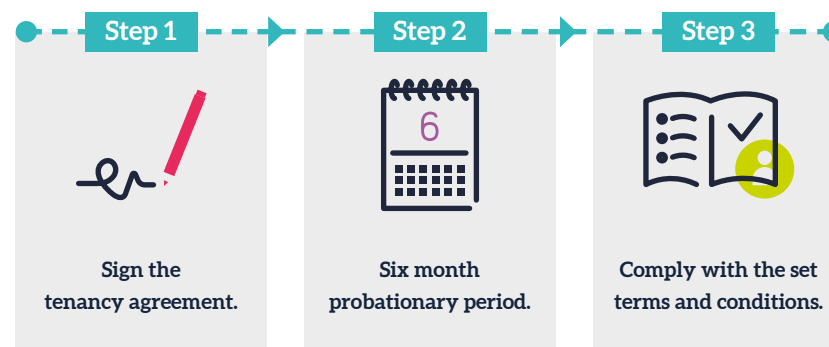 Step 1
Sign the
tenancy agreement.
Step 2
6
Six month
probationary period.
Step 3
Comply with the set
terms and conditions.